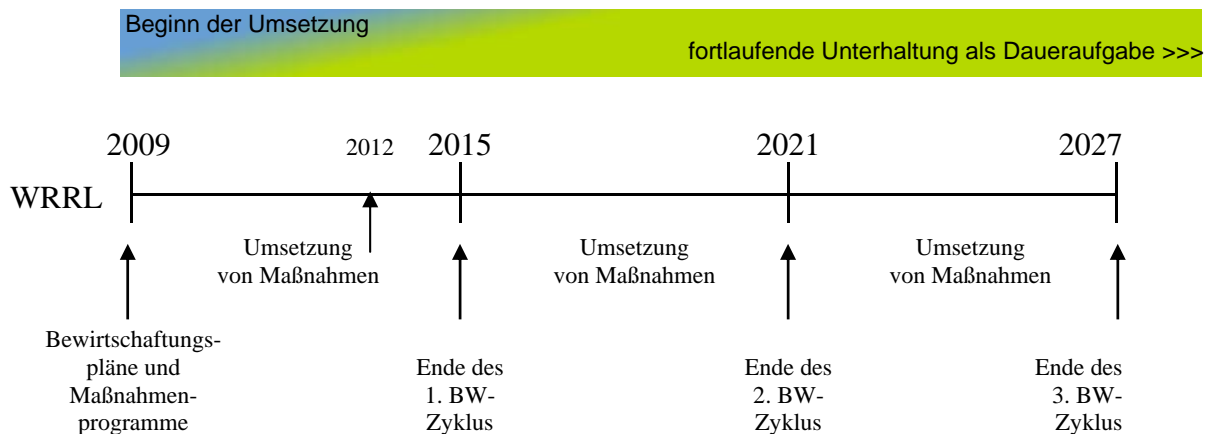 Beginn der Umsetzung
fortlaufende Unterhaltung als Daueraufgabe >>>
2009
2012
2015
2021
2027
WRRL
Umsetzung
von Maßnahmen
Umsetzung
von Maßnahmen
Umsetzung
von Maßnahmen
Bewirtschaftungs-
pläne und
Maßnahmen-
programme
Ende des
1. BW-
Zyklus
Ende des
2. BW-
Zyklus
Ende des
3. BW-
Zyklus